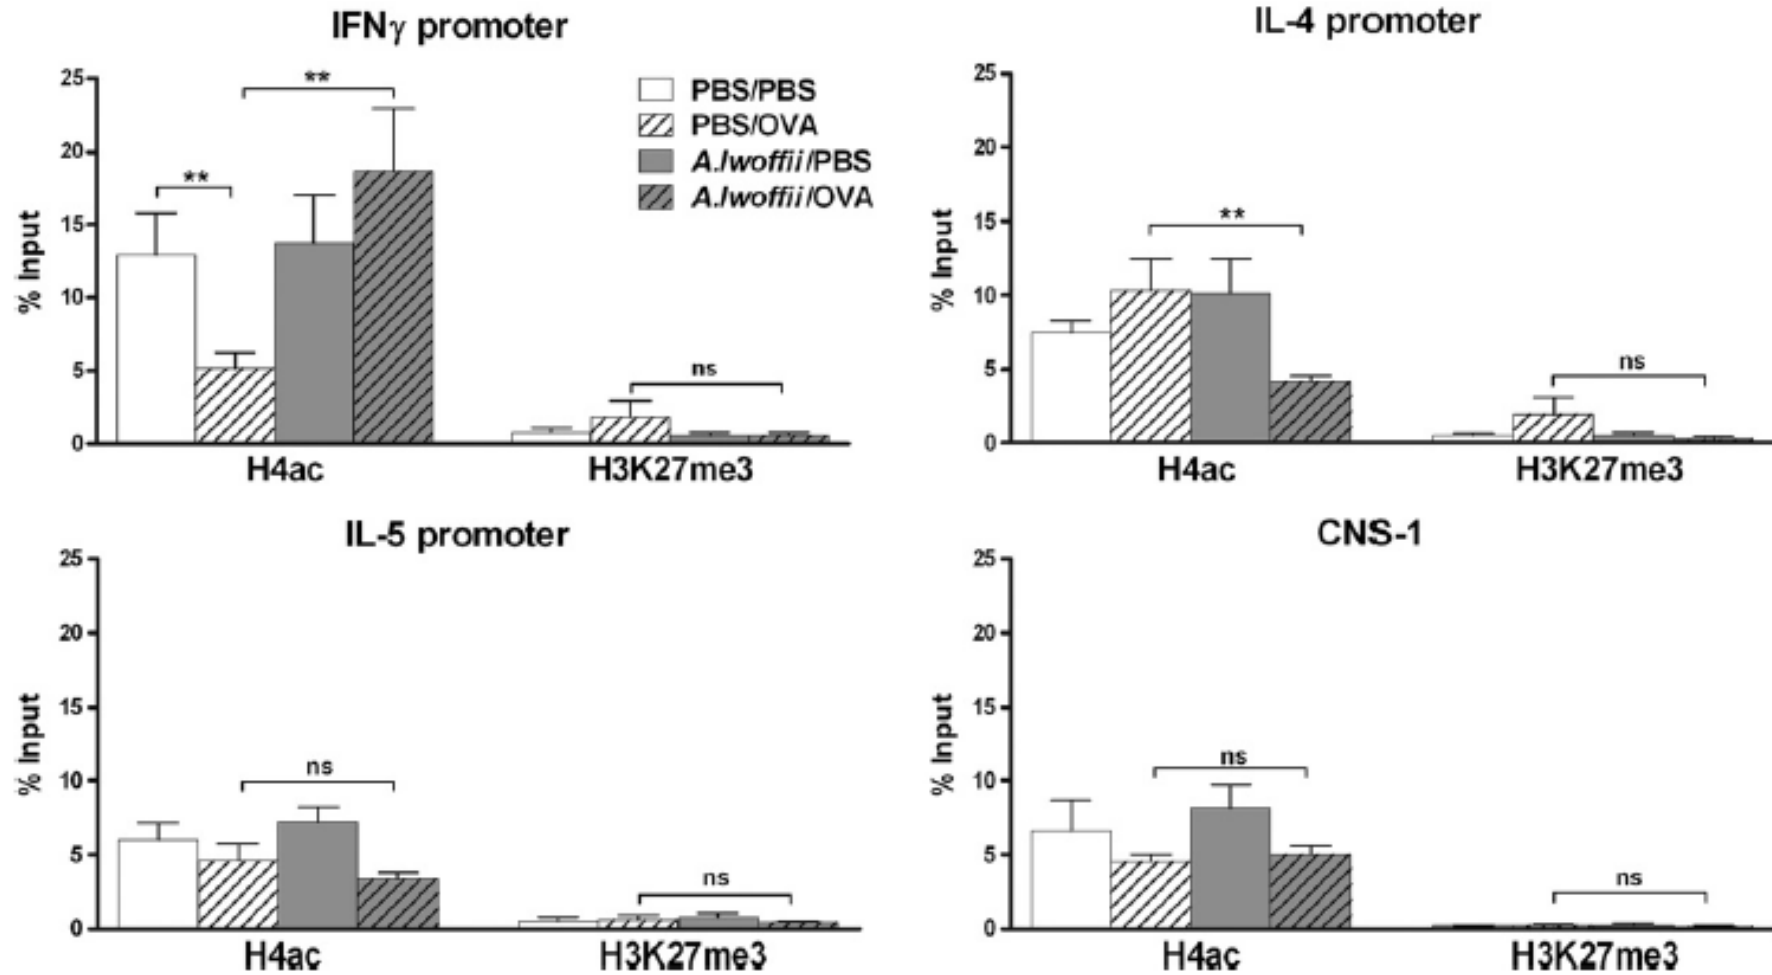 IFNγ promoter
25
20
15
10
5
0
% Input
**
**
ns
PBS/PBS
PBS/OVA
A.lwoffii/PBS
A.lwoffii/OVA
H4ac
H3K27me3
IL-4 promoter
25
20
15
10
5
0
% Input
**
ns
H4ac
H3K27me3
IL-5 promoter
25
20
15
10
5
0
% Input
ns
ns
H4ac
H3K27me3
CNS-1
25
20
15
10
5
0
% Input
ns
ns
H4ac
H3K27me3